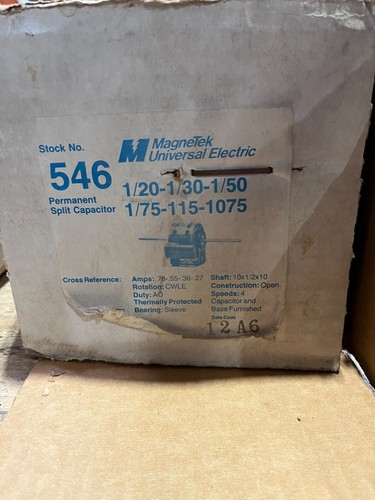 Stock No.
546
Permanent
Split Capacitor
MagneTek
Universal Electric
1/20-1/30-1/50
1/75-115-1075
Cross Reference:
Amps: .78-.55-.36-.27
Rotation: CWLE
Duty: AO
Thermally Protected
Bearing: Sleeve
Shaft: 10x1/2x10
Construction: Open
Speeds: 4
Capacitor and
Base Furnished
Date Code
12A6